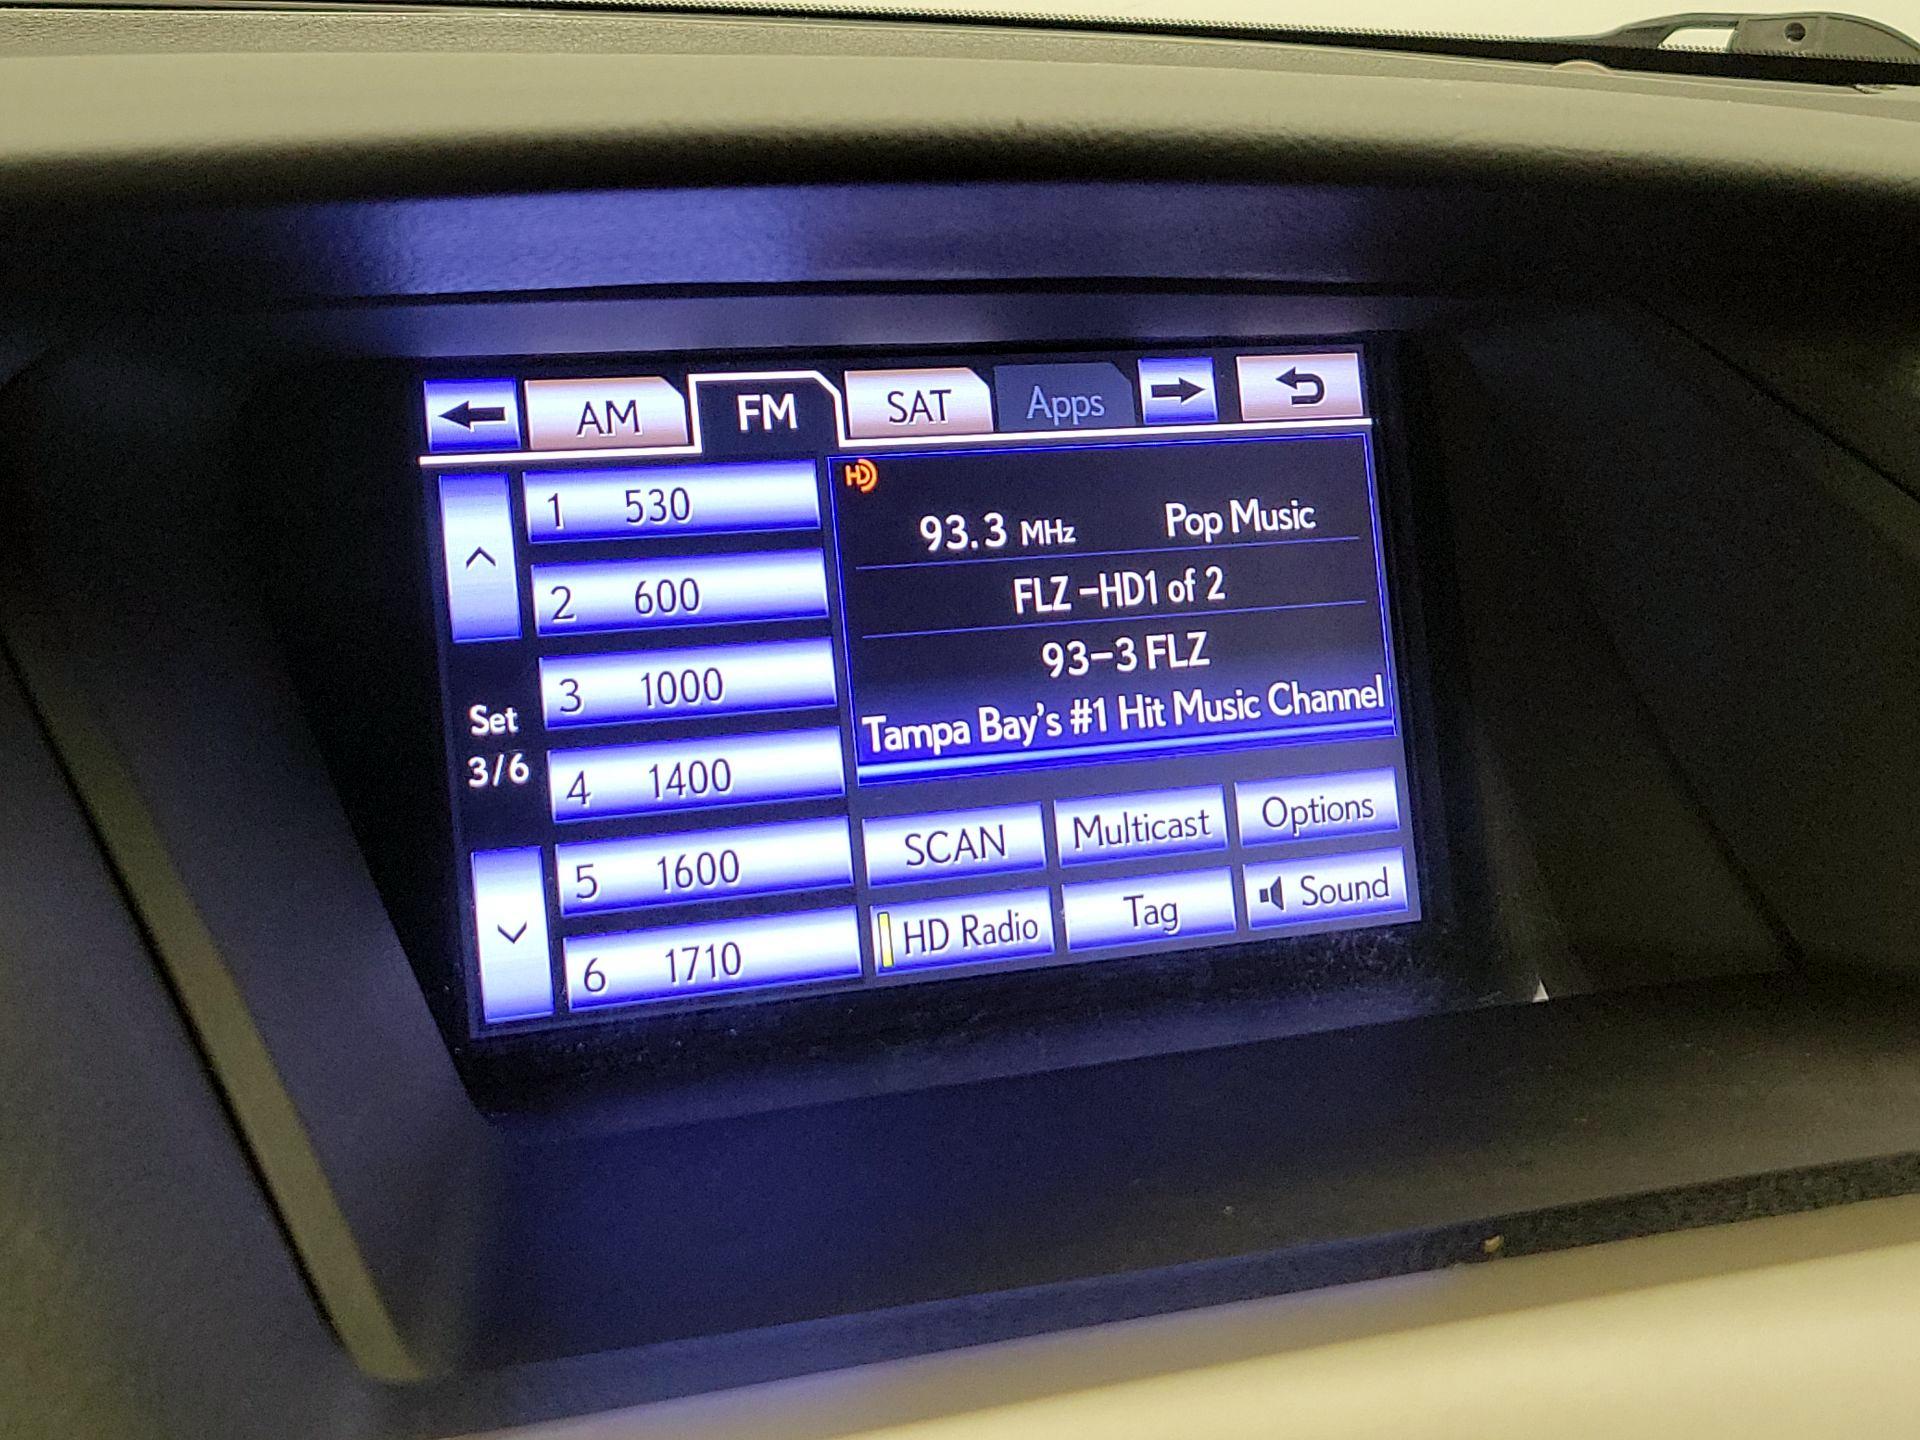 AM FM SAT Apps
HD
1 530
2 600
3 1000
4 1400
5 1600
6 1710
Set
3/6
93.3 MHz Pop Music
FLZ -HD1 of 2
93-3 FLZ
Tampa Bay's #1 Hit Music Channel
SCAN Multicast Options
HD Radio Tag Sound